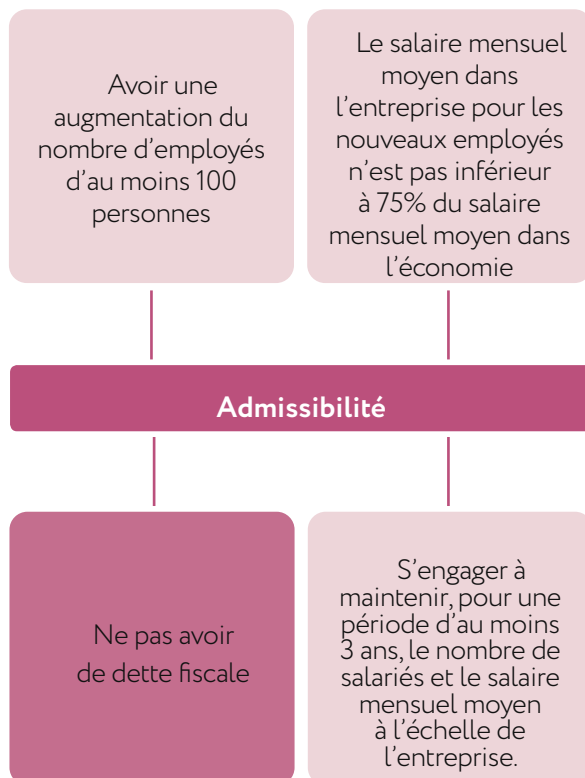 Avoir une
augmentation du
nombre d'employés
d'au moins 100
personnes
Le salaire mensuel
moyen dans
l'entreprise pour les
nouveaux employés
n'est pas inférieur
à 75% du salaire
mensuel moyen dans
l'économie
Admissibilité
Ne pas avoir
de dette fiscale
S'engager à
maintenir, pour une
période d'au moins
3 ans, le nombre de
salariés et le salaire
mensuel moyen
à l'échelle de
l'entreprise.